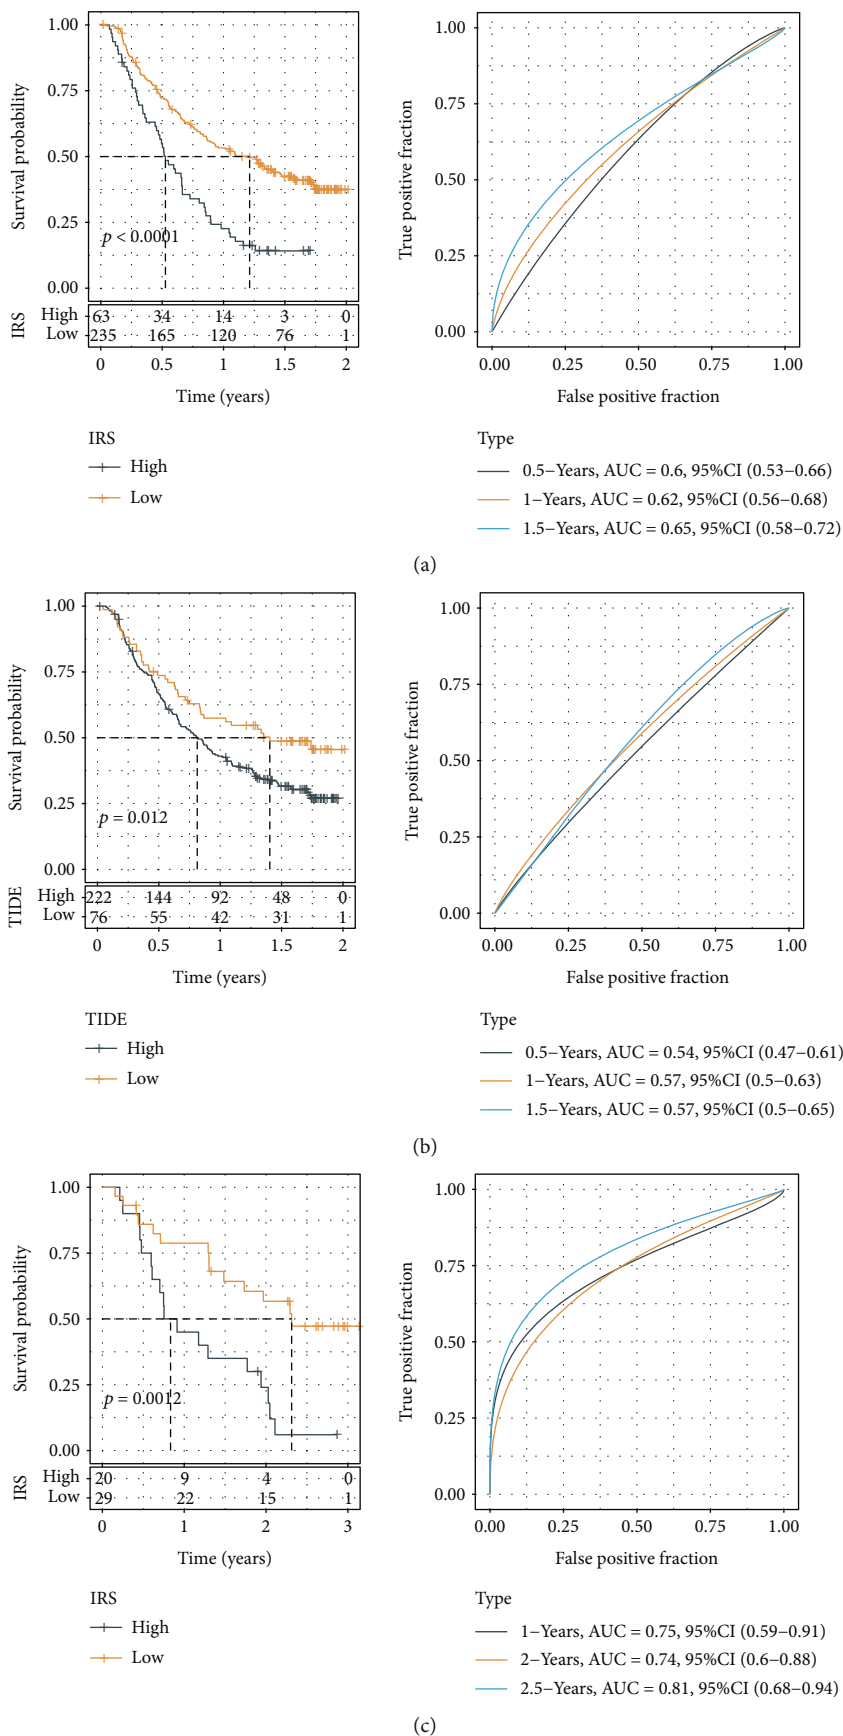 1.00
0.75
0.50
0.25
0.00
Survival probability
p < 0.0001
IRS
High 63 34 14 3 0
Low 235 165 120 76 1
0 0.5 1 1.5 2
Time (years)
IRS
High
Low
1.00
0.75
0.50
0.25
0.00
True positive fraction
0.00 0.25 0.50 0.75 1.00
False positive fraction
Type
0.5−Years, AUC = 0.6, 95%CI (0.53−0.66)
1−Years, AUC = 0.62, 95%CI (0.56−0.68)
1.5−Years, AUC = 0.65, 95%CI (0.58−0.72)
(a)
1.00
0.75
0.50
0.25
0.00
Survival probability
p = 0.012
TIDE
High 222 144 92 48 0
Low 76 55 42 31 1
0 0.5 1 1.5 2
Time (years)
TIDE
High
Low
1.00
0.75
0.50
0.25
0.00
True positive fraction
0.00 0.25 0.50 0.75 1.00
False positive fraction
Type
0.5−Years, AUC = 0.54, 95%CI (0.47−0.61)
1−Years, AUC = 0.57, 95%CI (0.5−0.63)
1.5−Years, AUC = 0.57, 95%CI (0.5−0.65)
(b)
1.00
0.75
0.50
0.25
0.00
Survival probability
p = 0.0012
IRS
High 20 9 4 0
Low 29 22 15 1
0 1 2 3
Time (years)
IRS
High
Low
1.00
0.75
0.50
0.25
0.00
True positive fraction
0.00 0.25 0.50 0.75 1.00
False positive fraction
Type
1−Years, AUC = 0.75, 95%CI (0.59−0.91)
2−Years, AUC = 0.74, 95%CI (0.6−0.88)
2.5−Years, AUC = 0.81, 95%CI (0.68−0.94)
(c)